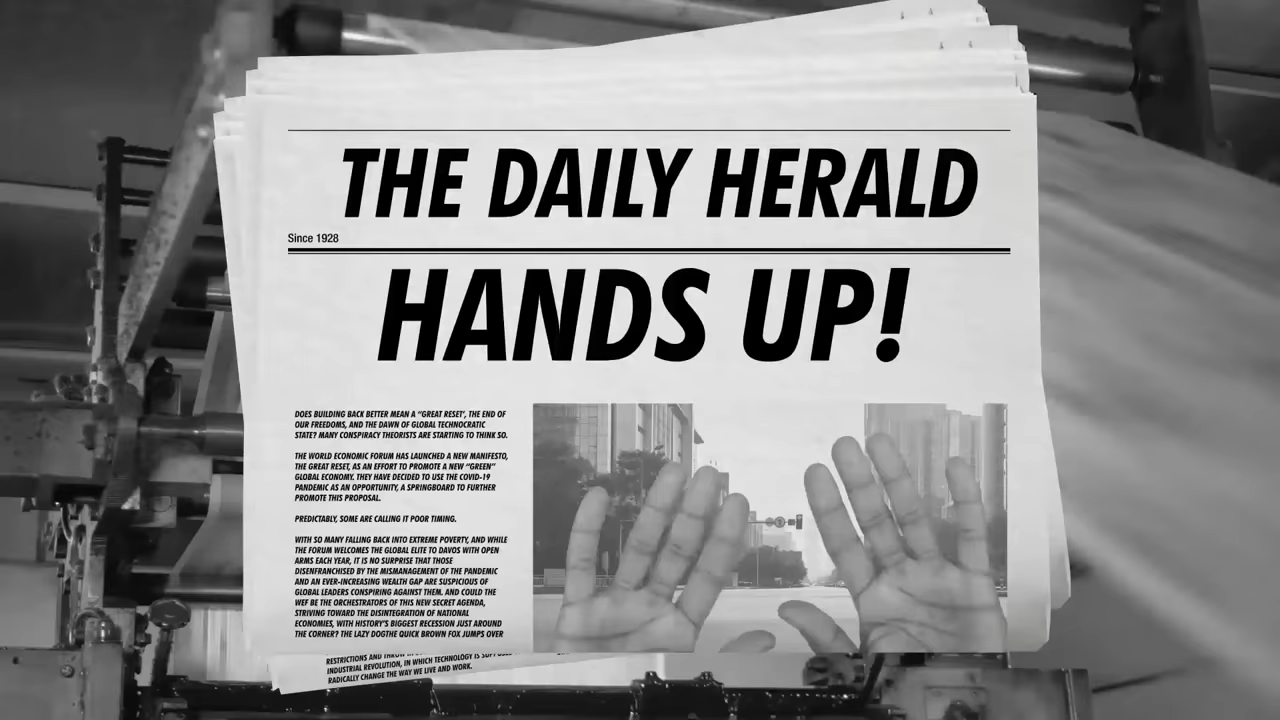 THE DAILY HERALD
Since 1928
HANDS UP!
DOES BUILDING BACK BETTER MEAN A "GREAT RESET', THE END OF
OUR FREEDOMS, AND THE DAWN OF GLOBAL TECHNOCRATIC
STATE? MANY CONSPIRACY THEORISTS ARE STARTING TO THINK SO.
THE WORLD ECONOMIC FORUM HAS LAUNCHED A NEW MANIFESTO,
THE GREAT RESET, AS AN EFFORT TO PROMOTE A NEW "GREEN"
GLOBAL ECONOMY. THEY HAVE DECIDED TO USE THE COVID-19
PANDEMIC AS AN OPPORTUNITY, A SPRINGBOARD TO FURTHER
PROMOTE THIS PROPOSAL.
PREDICTABLY, SOME ARE CALLING IT POOR TIMING.
WITH SO MANY FALLING BACK INTO EXTREME POVERTY, AND WHILE
THE FORUM WELCOMES THE GLOBAL ELITE TO DAVOS WITH OPEN
ARMS EACH YEAR, IT IS NO SURPRISE THAT THOSE
DISENFRANCHISED BY THE MISMANAGEMENT OF THE PANDEMIC
AND AN EVER-INCREASING WEALTH GAP ARE SUSPICIOUS OF
GLOBAL LEADERS CONSPIRING AGAINST THEM. AND COULD THE
WEF BE THE ORCHESTRATORS OF THIS NEW SECRET AGENDA,
STRIVING TOWARD THE DISINTEGRATION OF NATIONAL
ECONOMIES, WITH HISTORY'S BIGGEST RECESSION JUST AROUND
THE CORNER? THE LAZY DOGTHE QUICK BROWN FOX JUMPS OVER
RESTRICTIONS AND THROW
INDUSTRIAL REVOLUTION, IN WHICH TECHNOLOGY IS SUPPOSED
RADICALLY CHANGE THE WAY WE LIVE AND WORK.